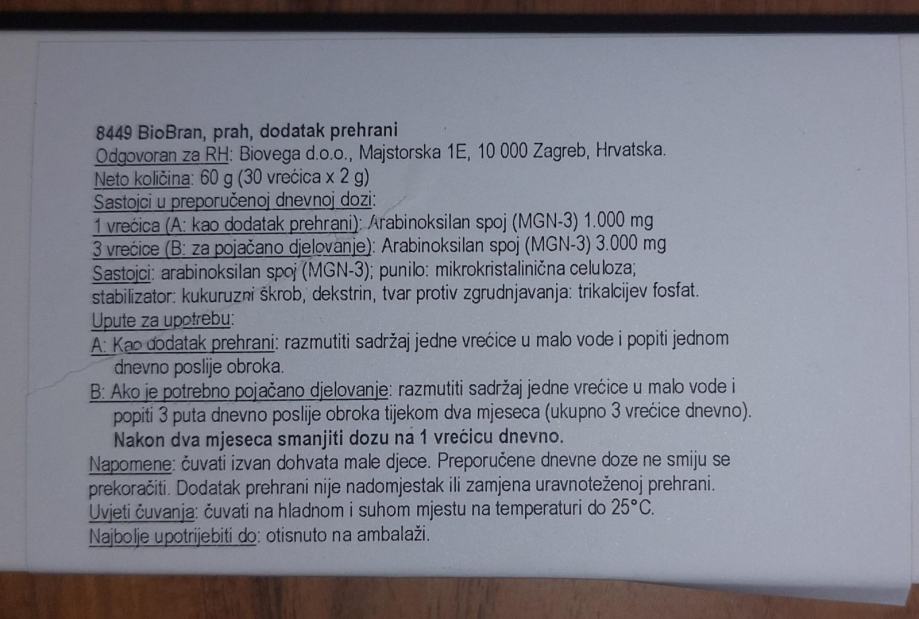 8449 BioBran, prah, dodatak prehrani
Odgovoran za RH: Biovega d.o.o., Majstorska 1E, 10 000 Zagreb, Hrvatska.
Neto količina: 60 g (30 vrećica x 2 g)
Sastojci u preporučenoj dnevnoj dozi:
1 vrećica (A: kao dodatak prehrani): Arabinoksilan spoj (MGN-3) 1.000 mg
3 vrećice (B: za pojačano djelovanje): Arabinoksilan spoj (MGN-3) 3.000 mg
Sastojci: arabinoksilan spoj (MGN-3); punilo: mikrokristalinična celuloza;
stabilizator: kukuruzni škrob, dekstrin, tvar protiv zgrudnjavanja: trikalcijev fosfat.
Upute za upotrebu:
A: Kao dodatak prehrani: razmutiti sadržaj jedne vrećice u malo vode i popiti jednom
dnevno poslije obroka.
B: Ako je potrebno pojačano djelovanje: razmutiti sadržaj jedne vrećice u malo vode i
popiti 3 puta dnevno poslije obroka tijekom dva mjeseca (ukupno 3 vrećice dnevno).
Nakon dva mjeseca smanjiti dozu na 1 vrećicu dnevno.
Napomene: čuvati izvan dohvata male djece. Preporučene dnevne doze ne smiju se
prekoračiti. Dodatak prehrani nije nadomjestak ili zamjena uravnoteženoj prehrani.
Uvjeti čuvanja: čuvati na hladnom i suhom mjestu na temperaturi do 25°C.
Najbolje upotrijebiti do: otisnuto na ambalaži.